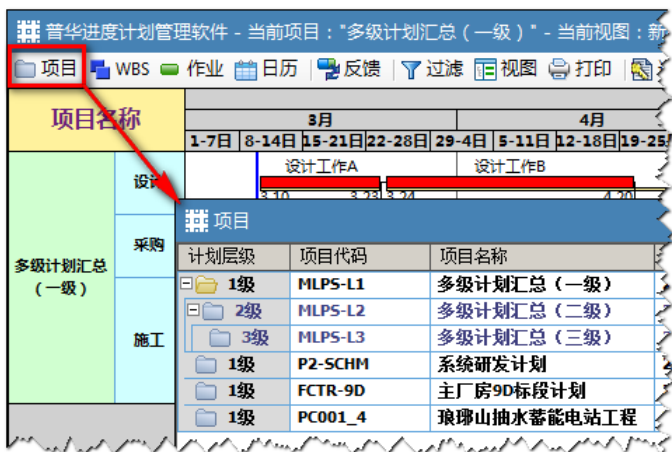 普华进度计划管理软件 - 当前项目："多级计划汇总（一级）" - 当前视图：新
项目 WBS 作业 日历 反馈 过滤 视图 打印
项目名称
3月 4月
1-7日 8-14日 15-21日 22-28日 29-4日 5-11日 12-18日 19-25
设计工作A 设计工作B
设计
3.10 3.23 3.24 4.20
采购
多级计划汇总
（一级）
施工
项目
计划层级 项目代码 项目名称
1级 MLPS-L1 多级计划汇总（一级）
2级 MLPS-L2 多级计划汇总（二级）
3级 MLPS-L3 多级计划汇总（三级）
1级 P2-SCHM 系统研发计划
1级 FCTR-9D 主厂房9D标段计划
1级 PC001_4 琅琊山抽水蓄能电站工程